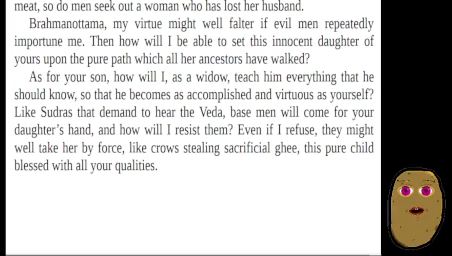 meat, so do men seek out a woman who has lost her husband.
Brahmanottama, my virtue might well falter if evil men repeatedly
importune me. Then how will I be able to set this innocent daughter of
yours upon the pure path which all her ancestors have walked?
As for your son, how will I, as a widow, teach him everything that he
should know, so that he becomes as accomplished and virtuous as yourself?
Like Sudras that demand to hear the Veda, base men will come for your
daughter’s hand, and how will I resist them? Even if I refuse, they might
well take her by force, like crows stealing sacrificial ghee, this pure child
blessed with all your qualities.